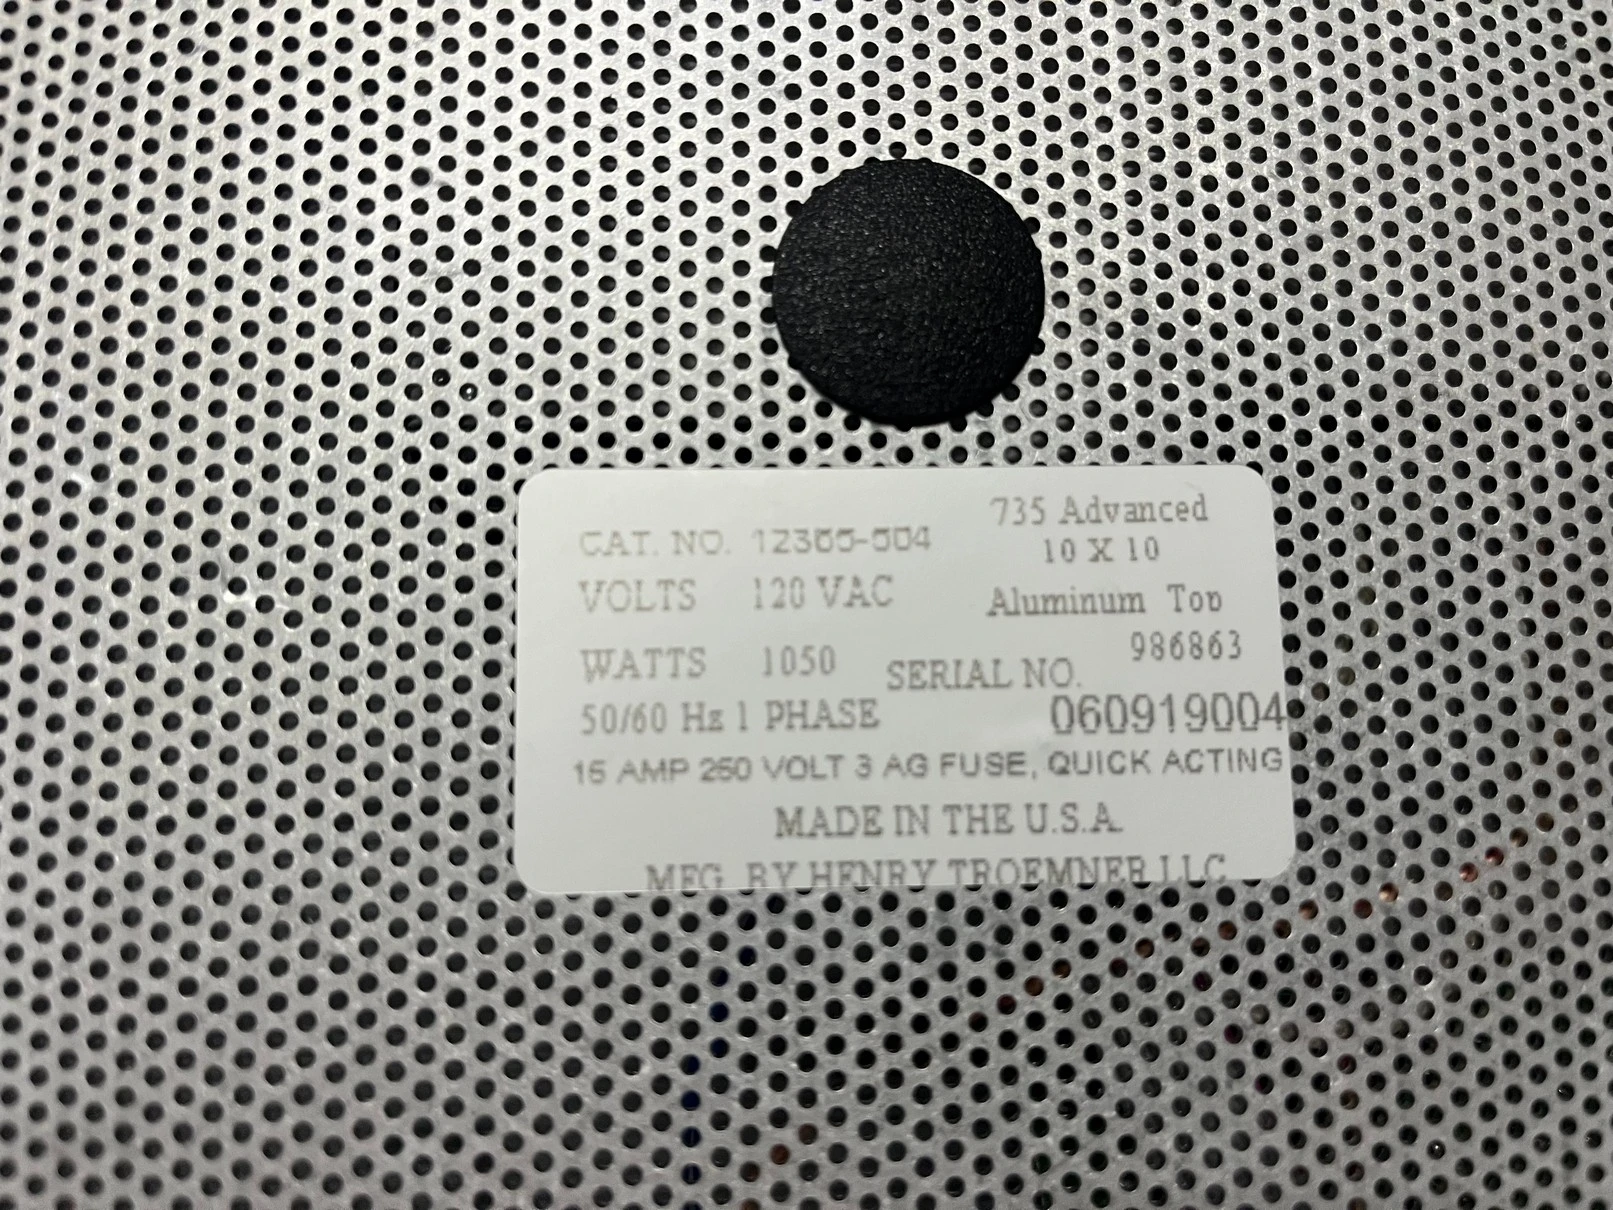 735 Advanced
CAT. NO. 12365-504
10 X 10
VOLTS 120 VAC
Aluminum Top
986863
WATTS 1050 SERIAL NO.
50/60 Hz 1 PHASE 060919004
15 AMP 250 VOLT 3 AG FUSE, QUICK ACTING
MADE IN THE U.S.A.
MFG. BY HENRY TROEMNER LLC